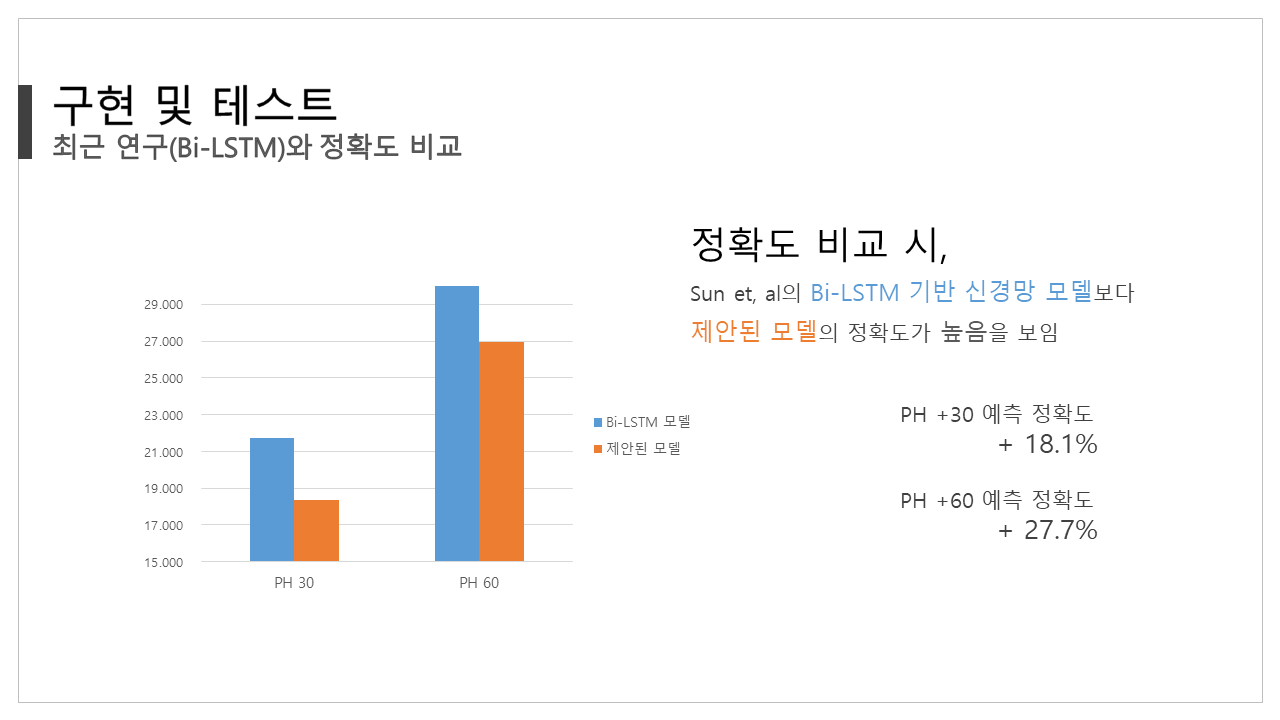 구현 및 테스트
최근 연구(Bi-LSTM)와 정확도 비교
29.000
27.000
25.000
23.000
21.000
19.000
17.000
15.000
PH 30
PH 60
Bi-LSTM 모델
제안된 모델
정확도 비교 시,
Sun et, al의 Bi-LSTM 기반 신경망 모델보다
제안된 모델의 정확도가 높음을 보임
PH +30 예측 정확도
+ 18.1%
PH +60 예측 정확도
+ 27.7%